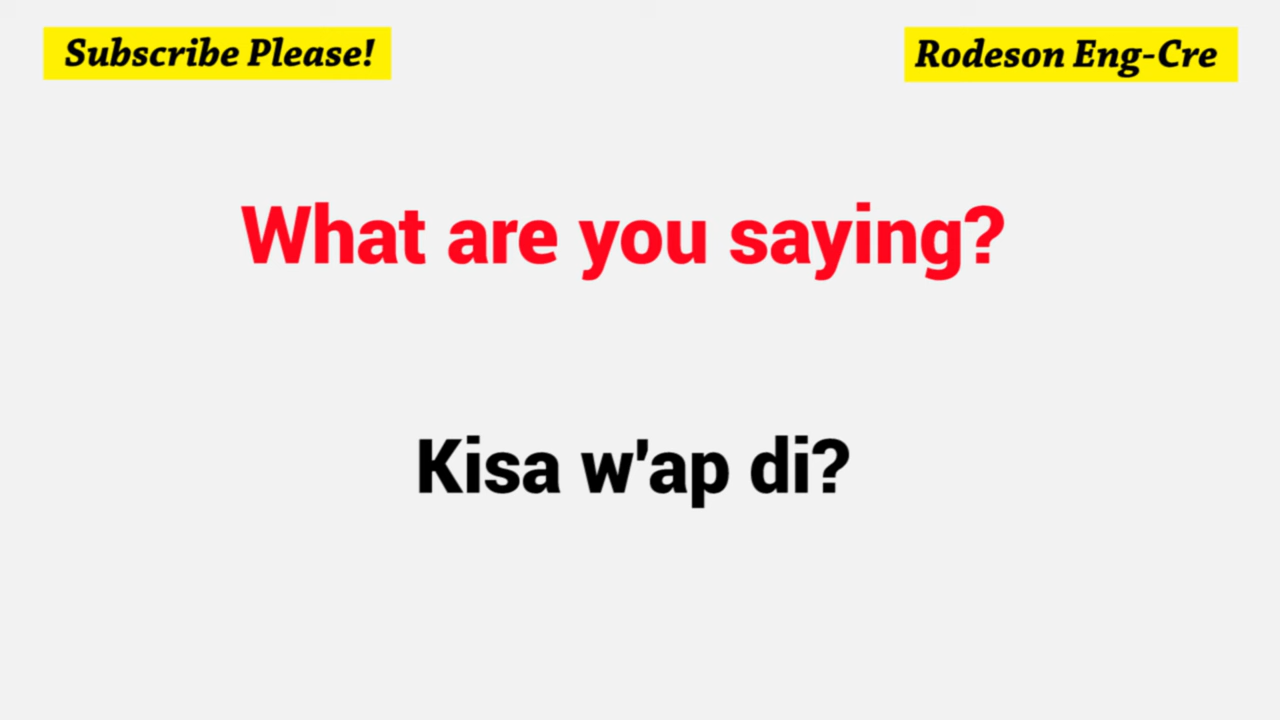 Subscribe Please!
Rodeson Eng-Cre
What are you saying?
Kisa w'ap di?